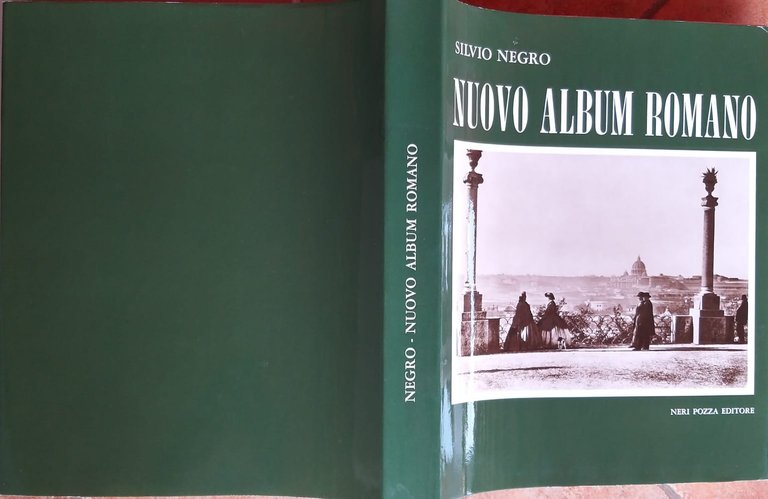 SILVIO NEGRO
NUOVO ALBUM ROMANO
NERI POZZA EDITORE
NEGRO - NUOVO ALBUM ROMANO